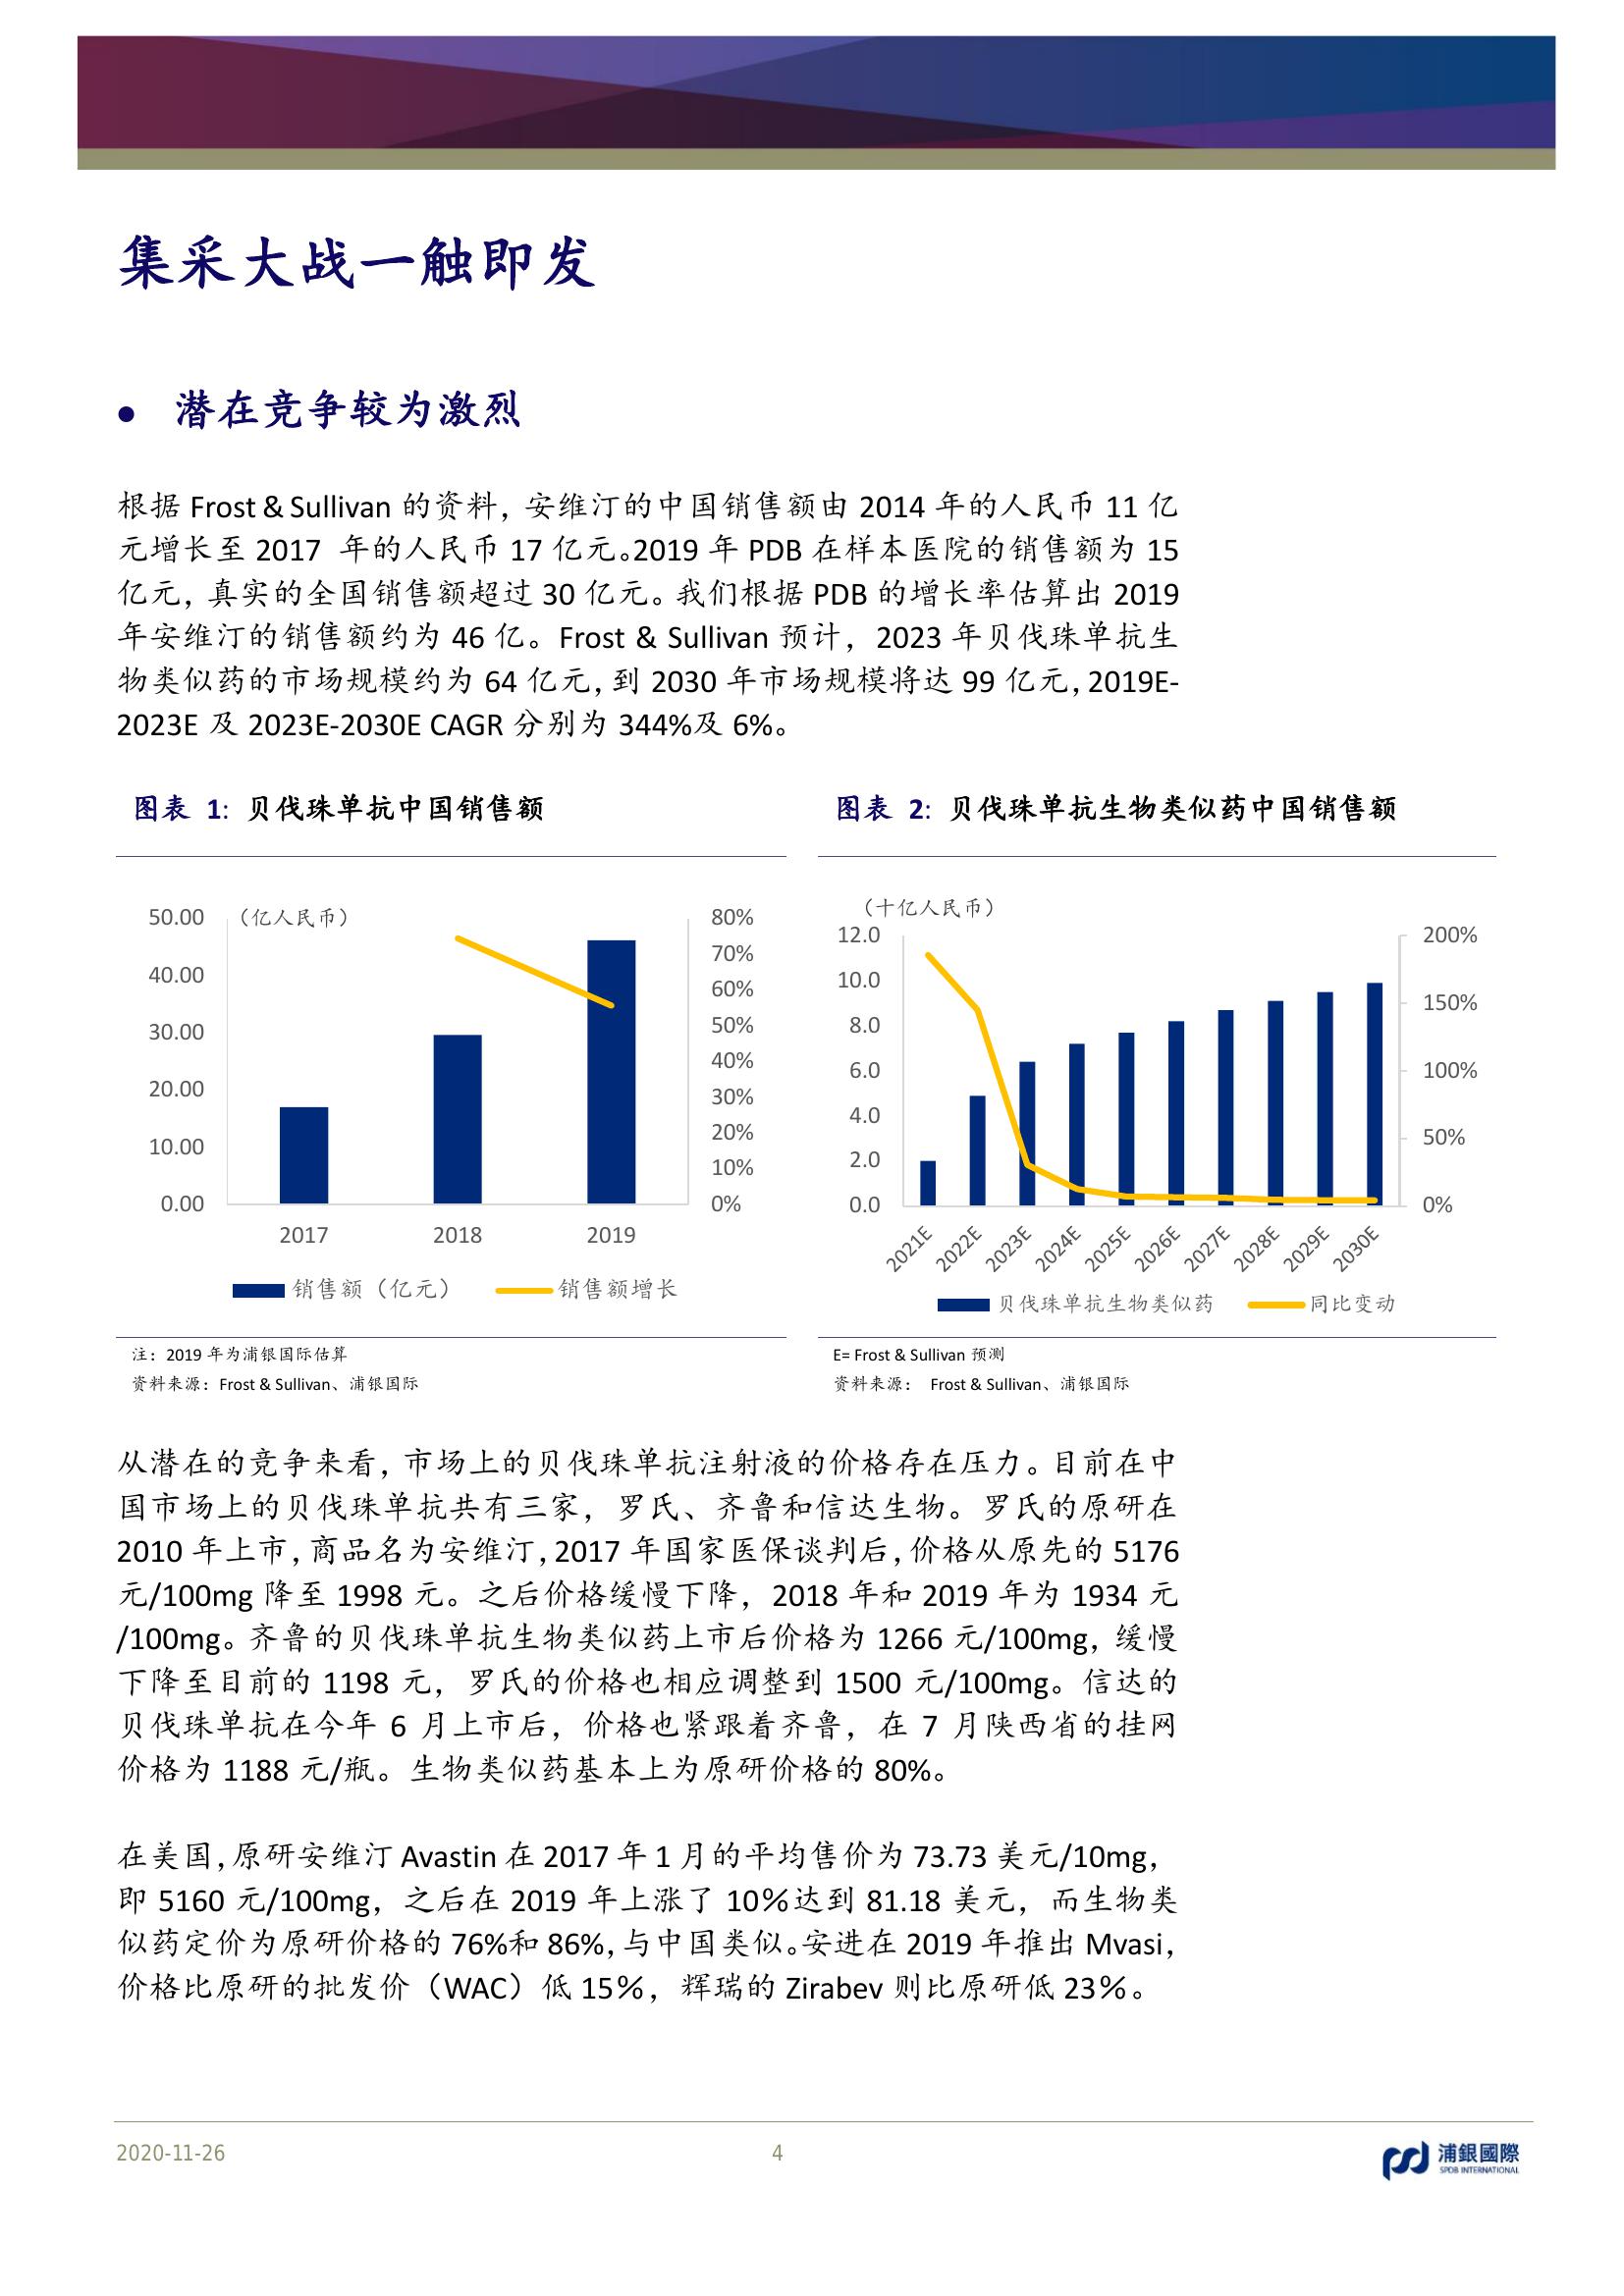 集采大战一触即发
● 潜在竞争较为激烈
根据 Frost & Sullivan 的资料，安维汀的中国销售额由 2014 年的人民币 11 亿
元增长至 2017 年的人民币 17 亿元。2019 年 PDB 在样本医院的销售额为 15
亿元，真实的全国销售额超过 30 亿元。我们根据 PDB 的增长率估算出 2019
年安维汀的销售额约为 46 亿。Frost & Sullivan 预计，2023 年贝伐珠单抗生
物类似药的市场规模约为 64 亿元，到 2030 年市场规模将达 99 亿元，2019E-
2023E 及 2023E-2030E CAGR 分别为 344%及 6%。
图表 1：贝伐珠单抗中国销售额
（亿人民币）
50.00
40.00
30.00
20.00
10.00
0.00
80%
70%
60%
50%
40%
30%
20%
10%
0%
2017 2018 2019
销售额（亿元） 销售额增长
注：2019 年为浦银国际估算
资料来源：Frost & Sullivan、浦银国际
图表 2：贝伐珠单抗生物类似药中国销售额
（十亿人民币）
12.0
10.0
8.0
6.0
4.0
2.0
0.0
200%
150%
100%
50%
0%
2021E 2022E 2023E 2024E 2025E 2026E 2027E 2028E 2029E 2030E
贝伐珠单抗生物类似药 同比变动
E= Frost & Sullivan 预测
资料来源： Frost & Sullivan、浦银国际
从潜在的竞争来看，市场上的贝伐珠单抗注射液的价格存在压力。目前在中
国市场上的贝伐珠单抗共有三家，罗氏、齐鲁和信达生物。罗氏的原研在
2010 年上市，商品名为安维汀，2017 年国家医保谈判后，价格从原先的 5176
元/100mg 降至 1998 元。之后价格缓慢下降，2018 年和 2019 年为 1934 元
/100mg。齐鲁的贝伐珠单抗生物类似药上市后价格为 1266 元/100mg，缓慢
下降至目前的 1198 元，罗氏的价格也相应调整到 1500 元/100mg。信达的
贝伐珠单抗在今年 6 月上市后，价格也紧跟着齐鲁，在 7 月陕西省的挂网
价格为 1188 元/瓶。生物类似药基本上为原研价格的 80%。
在美国，原研安维汀 Avastin 在 2017 年 1 月的平均售价为 73.73 美元/10mg，
即 5160 元/100mg，之后在 2019 年上涨了 10%达到 81.18 美元，而生物类
似药定价为原研价格的 76%和 86%，与中国类似。安进在 2019 年推出 Mvasi，
价格比原研的批发价（WAC）低 15%，辉瑞的 Zirabev 则比原研低 23%。
2020-11-26
4
浦銀國際
SPDB INTERNATIONAL